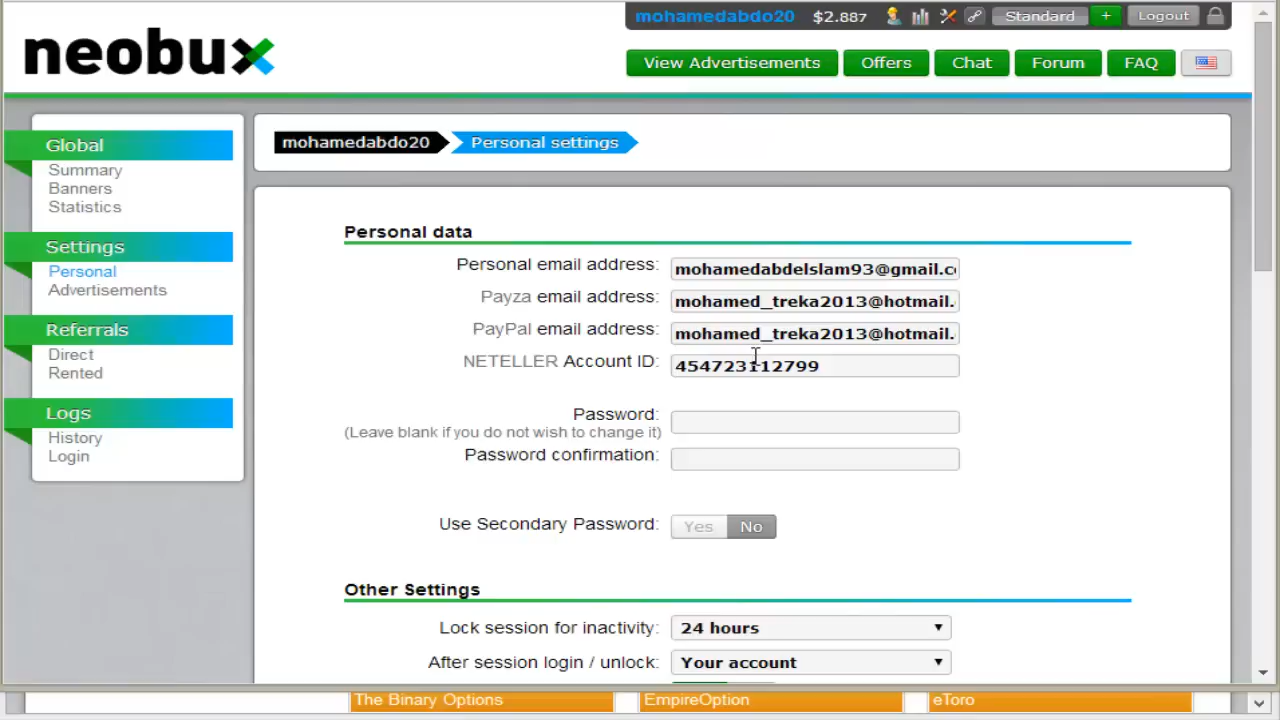 mohamedabdo20 $2.887 Standard + Logout
neobux
View Advertisements Offers Chat Forum FAQ
mohamedabdo20 Personal settings
Global
Summary
Banners
Statistics
Settings
Personal
Advertisements
Referrals
Direct
Rented
Logs
History
Login
Personal data
Personal email address: mohamedabdelslam93@gmail.c
Payza email address: mohamed_treka2013@hotmail.
PayPal email address: mohamed_treka2013@hotmail.
NETELLER Account ID: 454723112799
Password:
(Leave blank if you do not wish to change it)
Password confirmation:
Use Secondary Password: Yes No
Other Settings
Lock session for inactivity: 24 hours
After session login / unlock: Your account
The Binary Options EmpireOption eToro